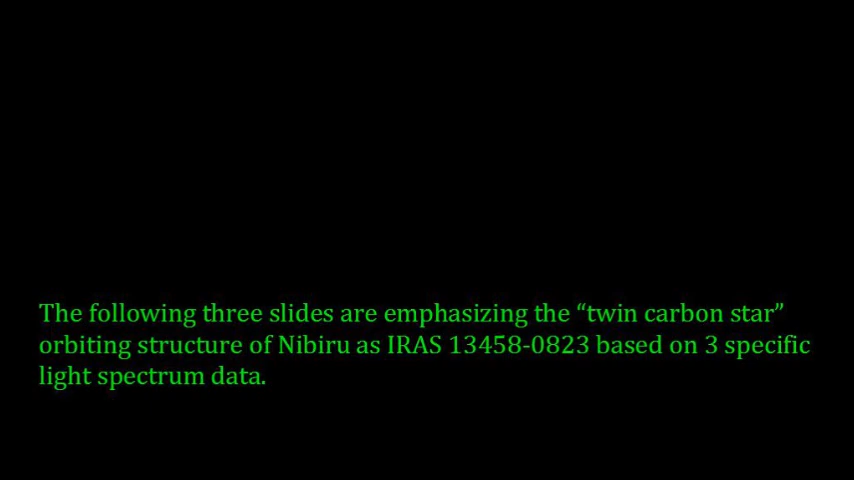 The following three slides are emphasizing the “twin carbon star”
orbiting structure of Nibiru as IRAS 13458-0823 based on 3 specific
light spectrum data.